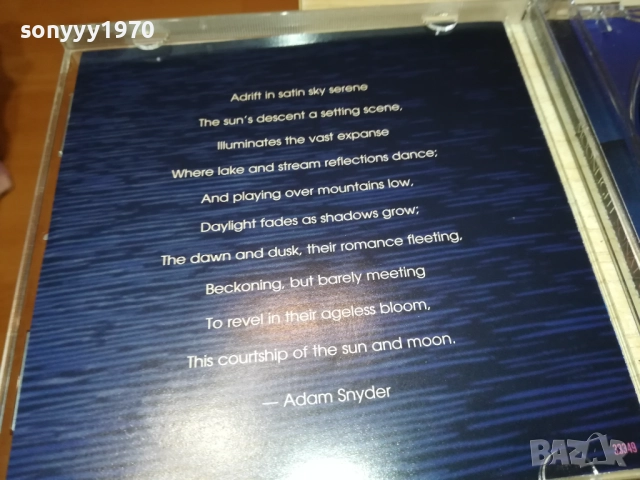 sonyyy1970
Adrift in satin sky serene
The sun's descent a setting scene,
Illuminates the vast expanse
Where lake and stream reflections dance;
And playing over mountains low,
Daylight fades as shadows grow;
The dawn and dusk, their romance fleeting,
Beckoning, but barely meeting
To revel in their ageless bloom,
This courtship of the sun and moon.
— Adam Snyder
BAZAR